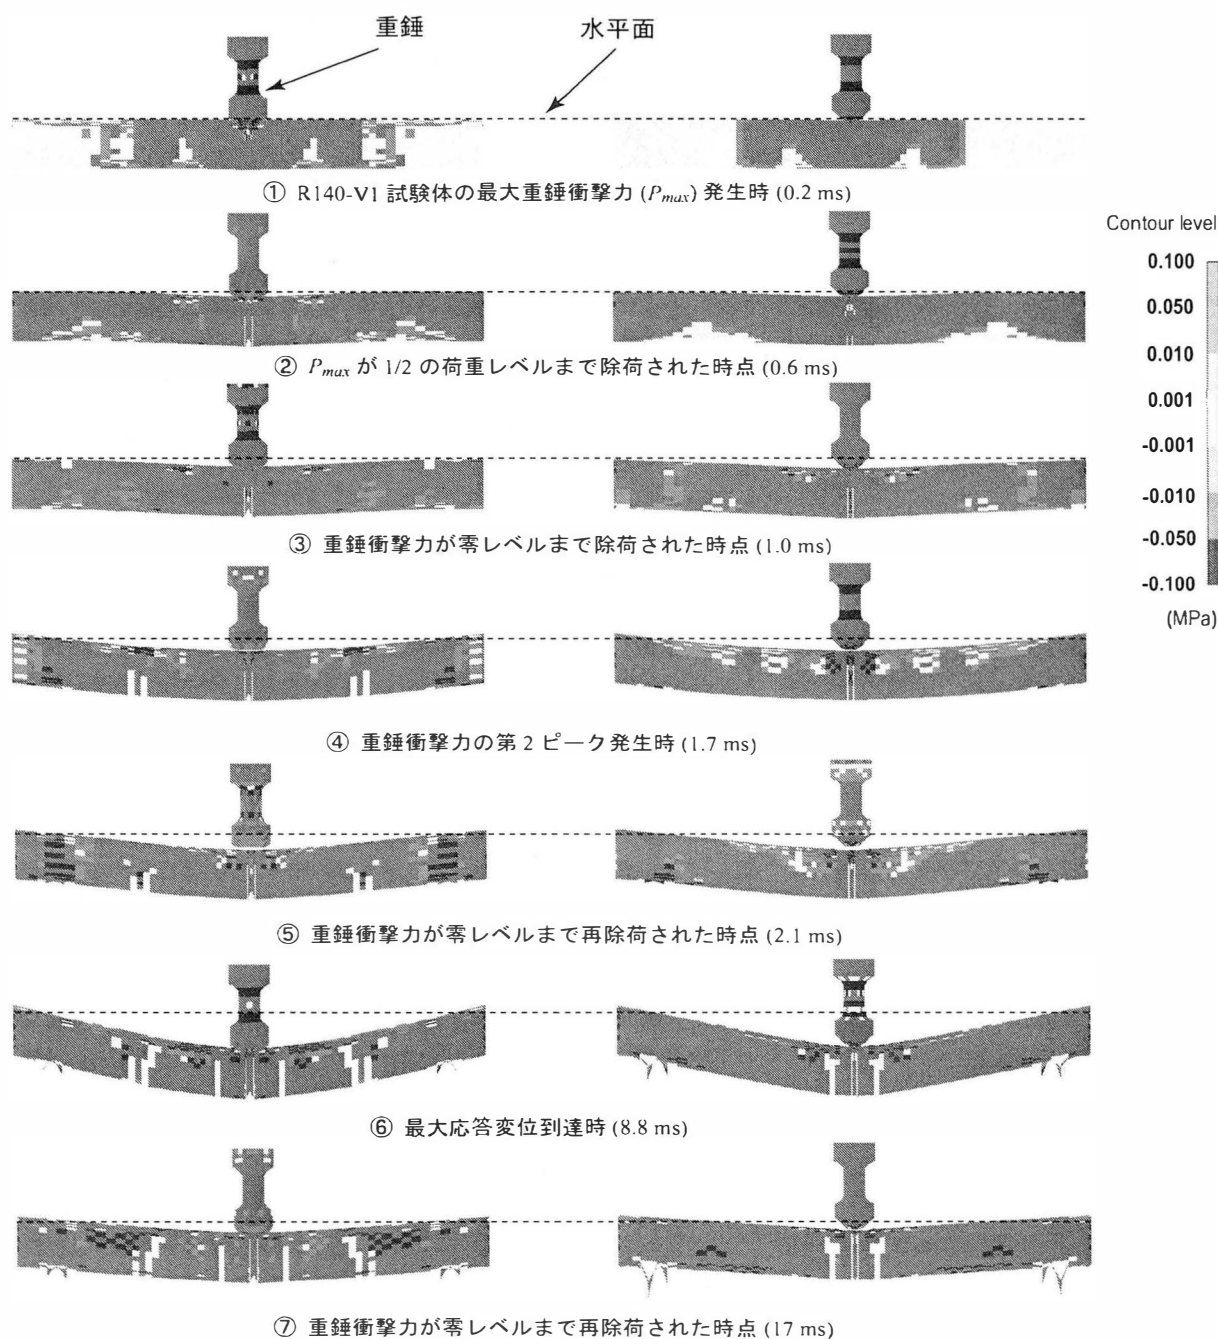 重錘
水平面
① R140-V1 試験体の最大重錘衝撃力 (Pmax) 発生時 (0.2 ms)
② Pmax が 1/2 の荷重レベルまで除荷された時点 (0.6 ms)
③ 重錘衝撃力が零レベルまで除荷された時点 (1.0 ms)
④ 重錘衝撃力の第 2 ピーク発生時 (1.7 ms)
⑤ 重錘衝撃力が零レベルまで再除荷された時点 (2.1 ms)
⑥ 最大応答変位到達時 (8.8 ms)
⑦ 重錘衝撃力が零レベルまで再除荷された時点 (17 ms)
Contour level
0.100
0.050
0.010
0.001
-0.001
-0.010
-0.050
-0.100
(MPa)